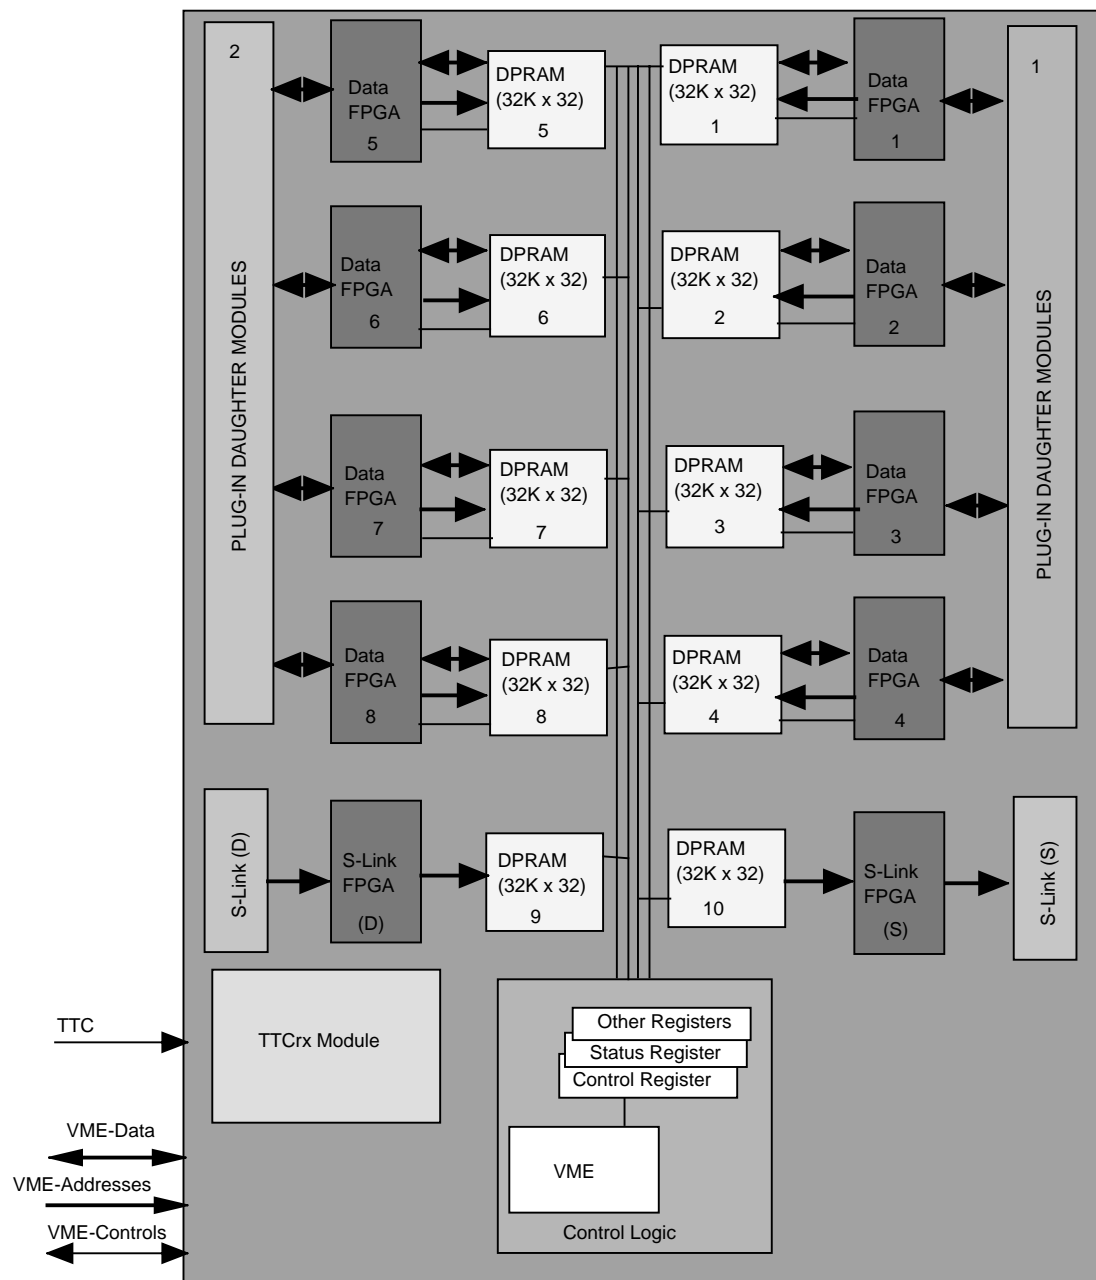 2
PLUG-IN DAUGHTER MODULES
Data
FPGA
5
DPRAM
(32K x 32)
5
DPRAM
(32K x 32)
1
Data
FPGA
1
1
PLUG-IN DAUGHTER MODULES
Data
FPGA
6
DPRAM
(32K x 32)
6
DPRAM
(32K x 32)
2
Data
FPGA
2
Data
FPGA
7
DPRAM
(32K x 32)
7
DPRAM
(32K x 32)
3
Data
FPGA
3
Data
FPGA
8
DPRAM
(32K x 32)
8
DPRAM
(32K x 32)
4
Data
FPGA
4
S-Link (D)
S-Link
FPGA
(D)
DPRAM
(32K x 32)
9
DPRAM
(32K x 32)
10
S-Link
FPGA
(S)
S-Link (S)
TTC
TTCrx Module
Other Registers
Status Register
Control Register
VME
Control Logic
VME-Data
VME-Addresses
VME-Controls